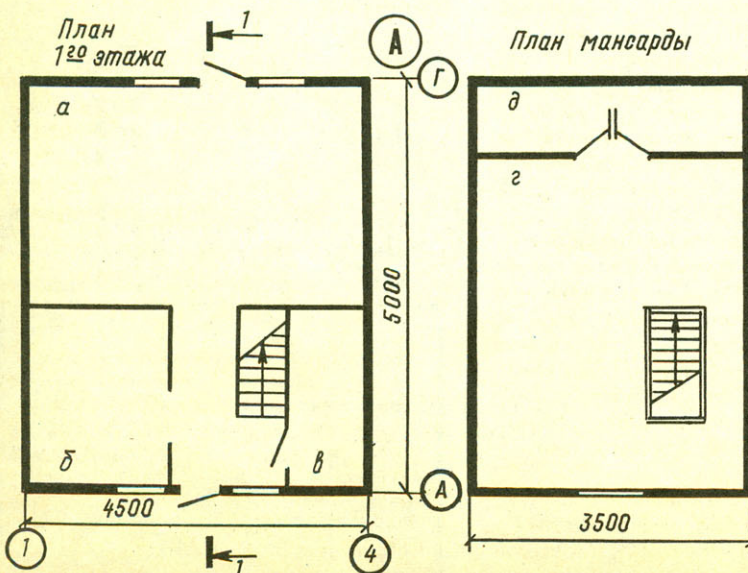 План
1го этажа
1
А
План мансарды
Г
а
д
г
5000
б
в
А
4500
3500
1
4
1